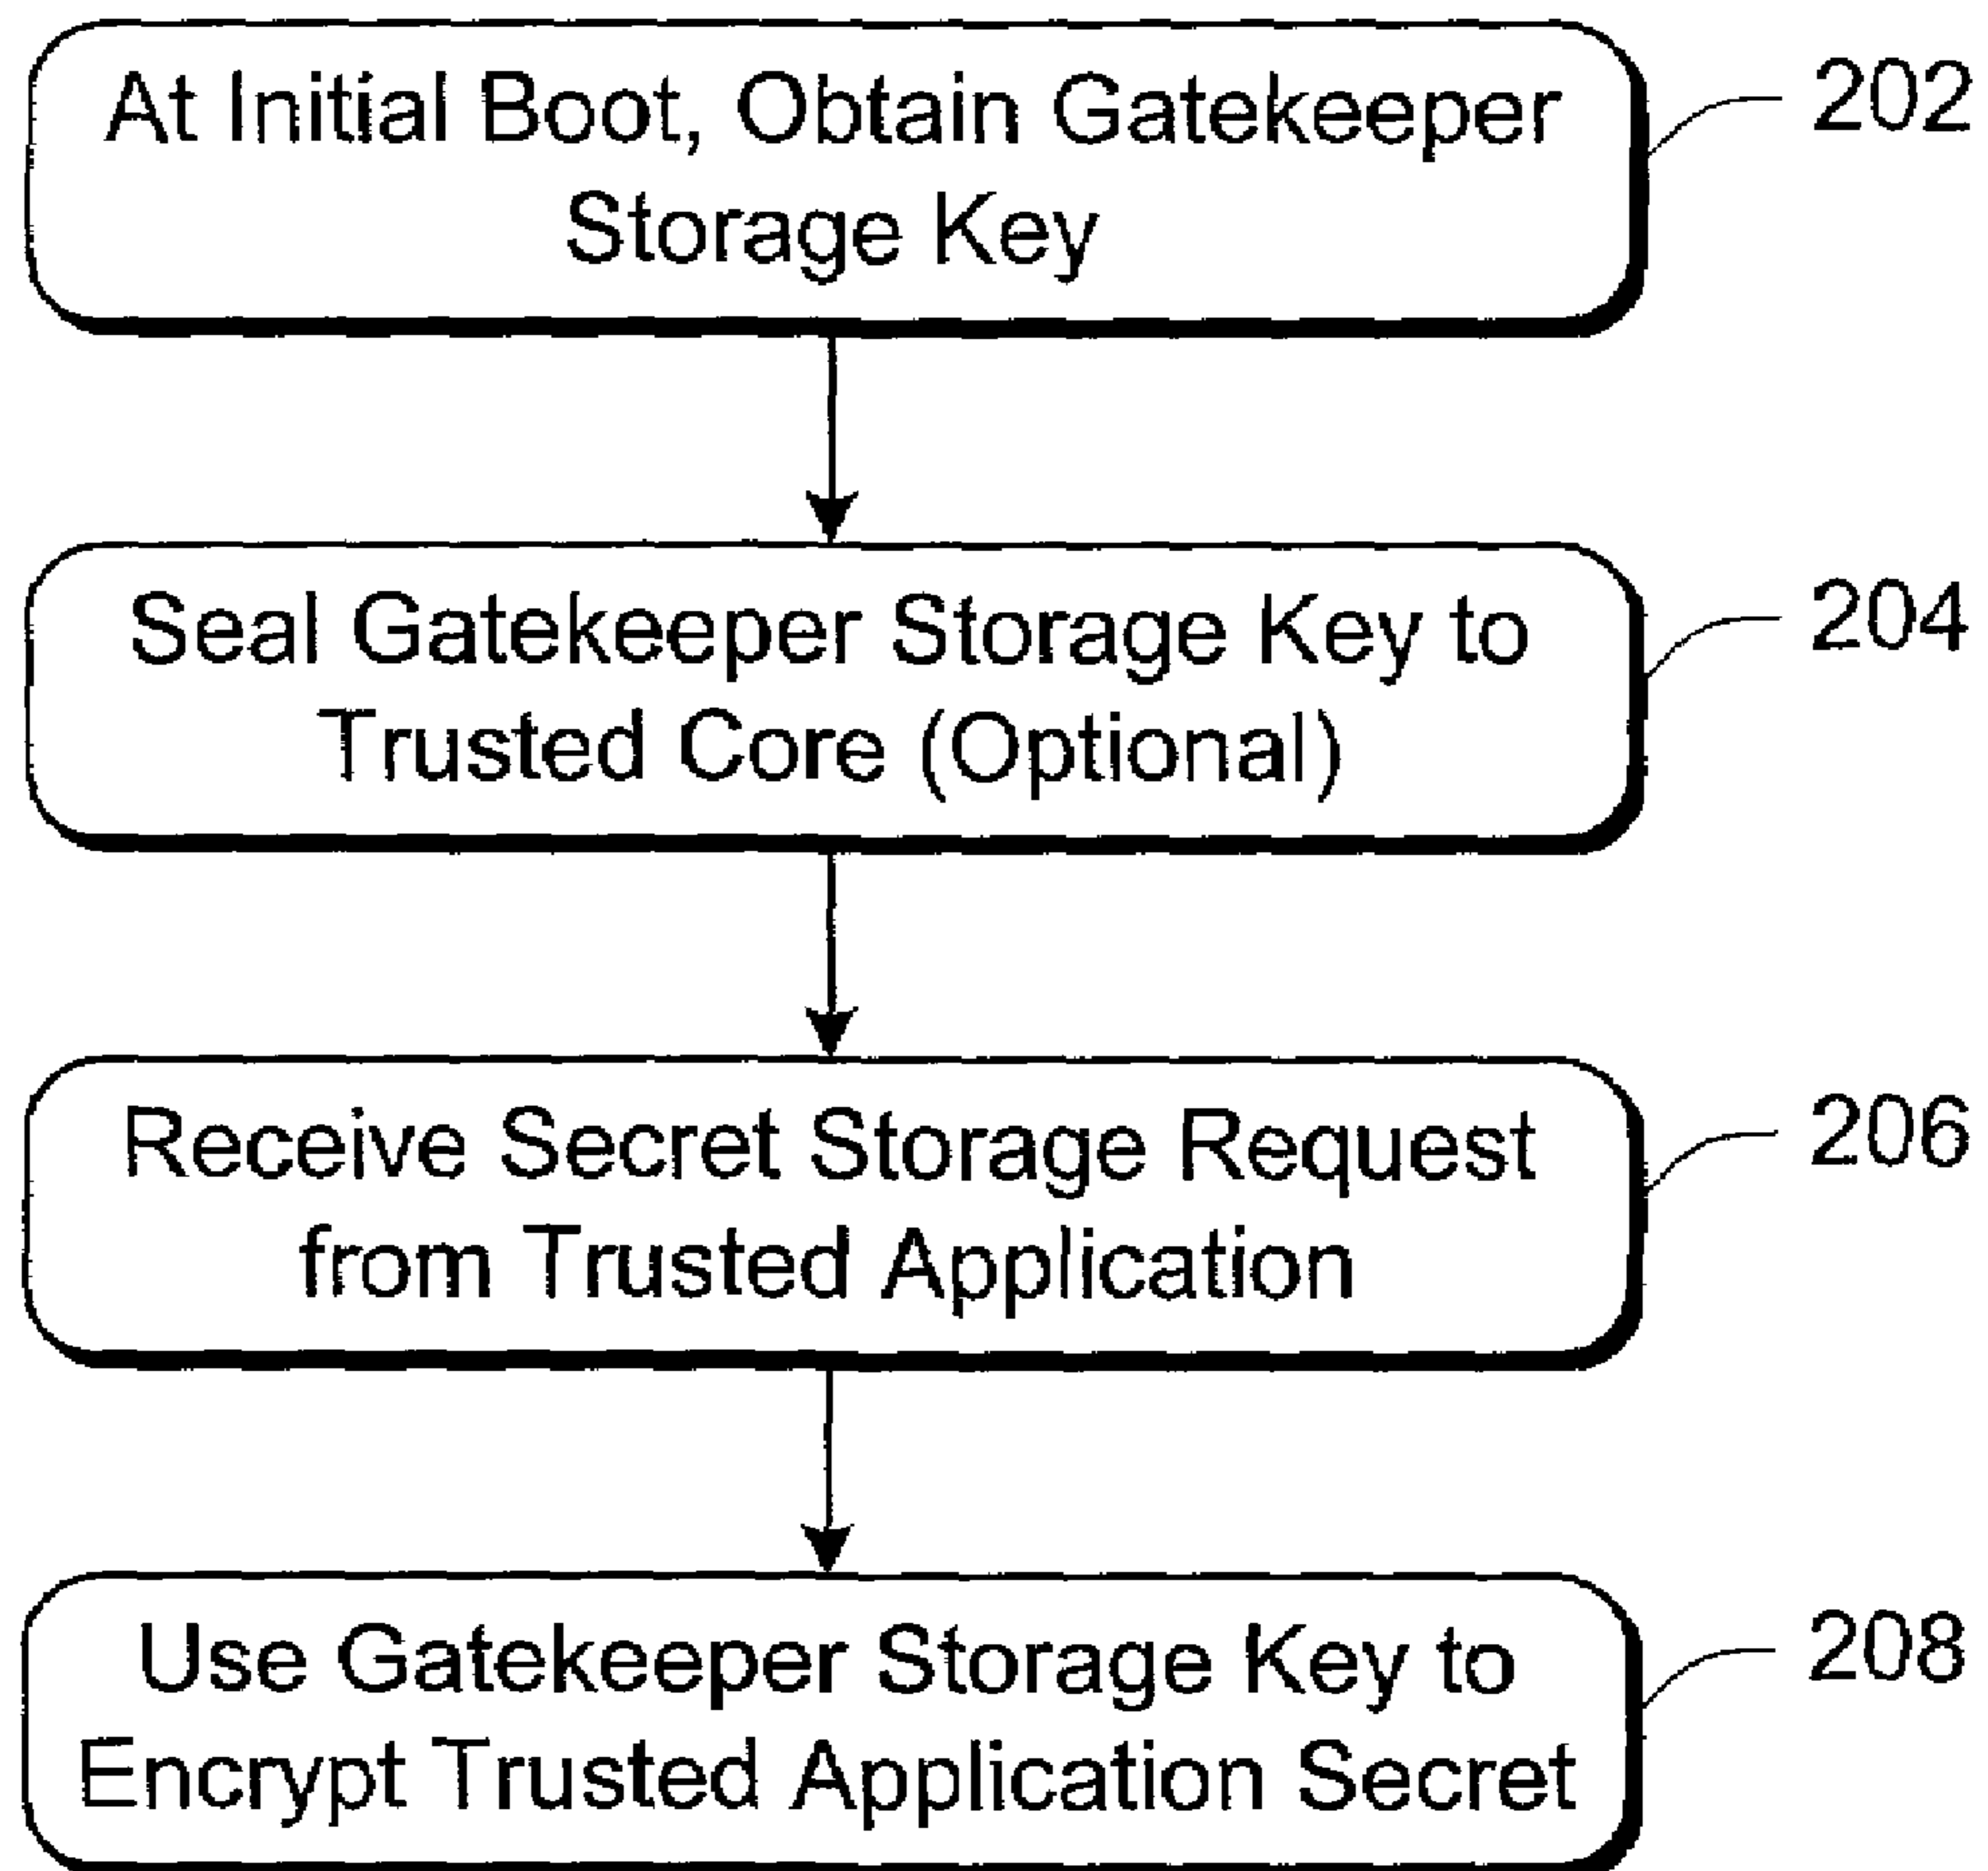 At Initial Boot, Obtain Gatekeeper
Storage Key
202
Seal Gatekeeper Storage Key to
Trusted Core (Optional)
204
Receive Secret Storage Request
from Trusted Application
206
Use Gatekeeper Storage Key to
Encrypt Trusted Application Secret
208